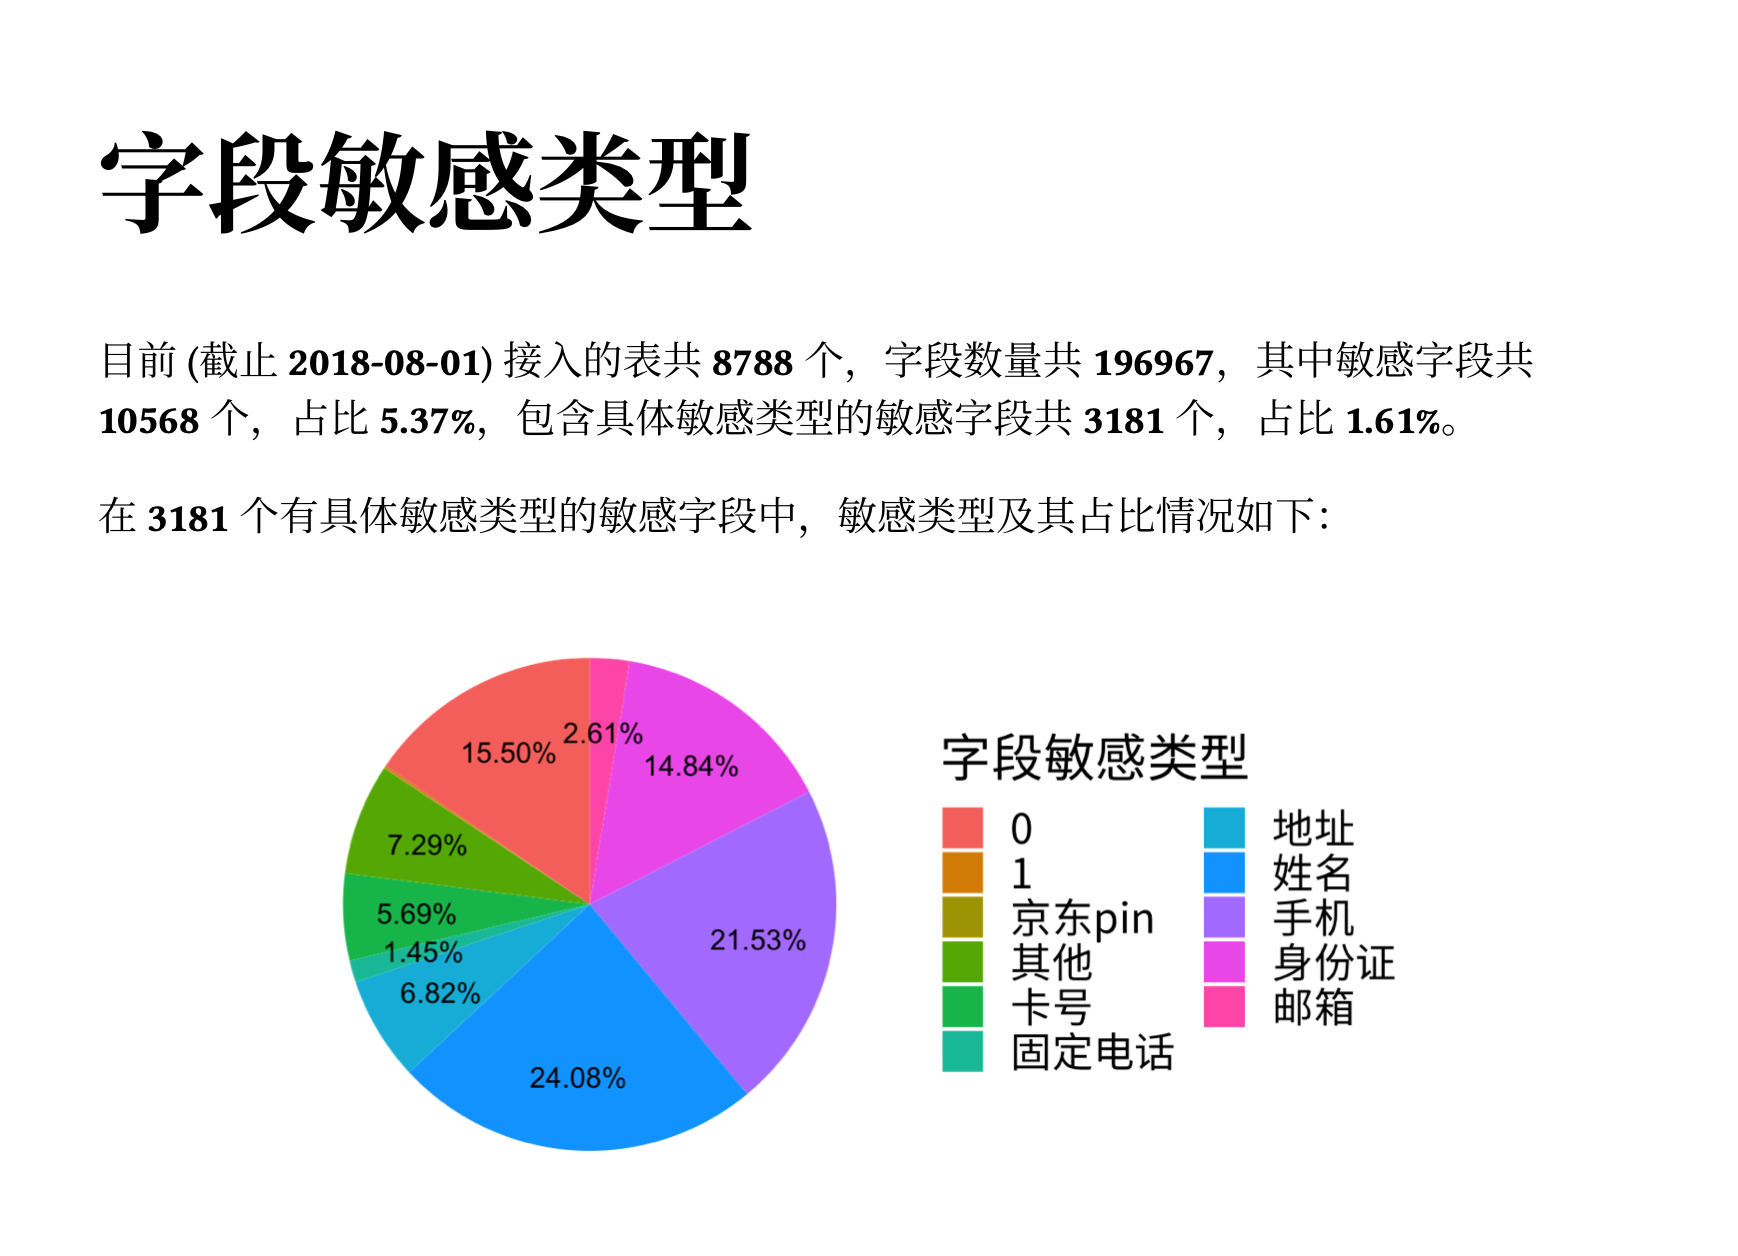 字段敏感类型
目前 (截止 2018-08-01) 接入的表共 8788 个，字段数量共 196967，其中敏感字段共
10568 个，占比 5.37%，包含具体敏感类型的敏感字段共 3181 个，占比 1.61%。
在 3181 个有具体敏感类型的敏感字段中，敏感类型及其占比情况如下：
2.61%
15.50%
14.84%
7.29%
5.69%
21.53%
1.45%
6.82%
24.08%
字段敏感类型
0
1
京东pin
其他
卡号
固定电话
地址
姓名
手机
身份证
邮箱